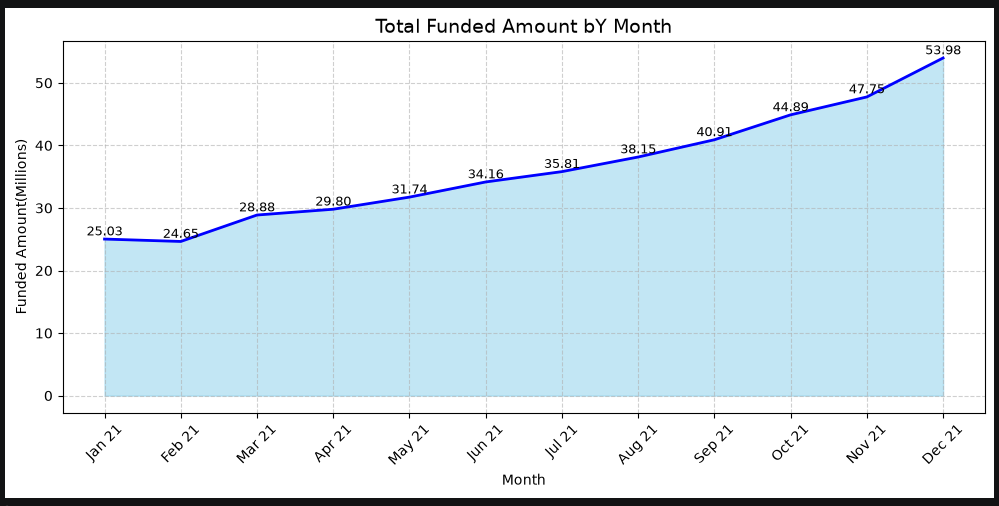 Total Funded Amount bY Month
Funded Amount(Millions)
50
40
30
20
10
0
25.03
24.65
28.88
29.80
31.74
34.16
35.81
38.15
40.91
44.89
47.75
53.98
Jan 21
Feb 21
Mar 21
Apr 21
May 21
Jun 21
Jul 21
Aug 21
Sep 21
Oct 21
Nov 21
Dec 21
Month